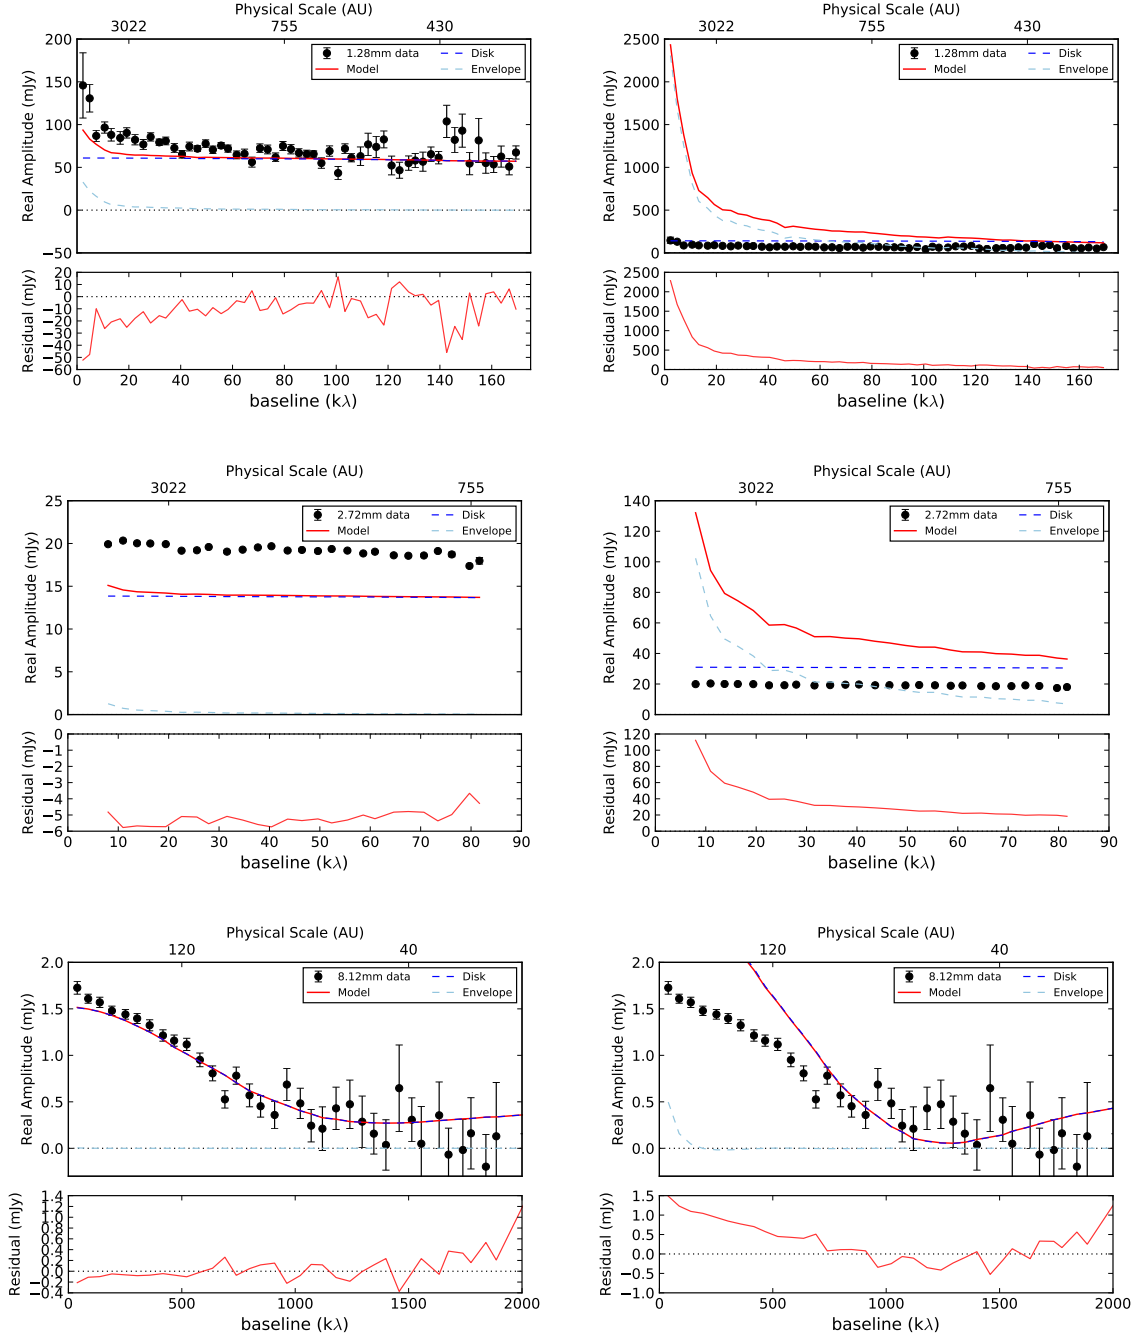 Physical Scale (AU)
3022 755 430
200
150
100
50
0
−50
Real Amplitude (mJy)
1.28mm data Disk
Model Envelope
20
10
0
−10
−20
−30
−40
−50
−60
Residual (mJy)
0 20 40 60 80 100 120 140 160
baseline (kλ)
Physical Scale (AU)
3022 755 430
2500
2000
1500
1000
500
0
Real Amplitude (mJy)
1.28mm data Disk
Model Envelope
2500
2000
1500
1000
500
0
Residual (mJy)
0 20 40 60 80 100 120 140 160
baseline (kλ)
Physical Scale (AU)
3022 755
25
20
15
10
5
0
Real Amplitude (mJy)
2.72mm data Disk
Model Envelope
0
−1
−2
−3
−4
−5
−6
Residual (mJy)
0 10 20 30 40 50 60 70 80 90
baseline (kλ)
Physical Scale (AU)
3022 755
140
120
100
80
60
40
20
0
Real Amplitude (mJy)
2.72mm data Disk
Model Envelope
120
100
80
60
40
20
0
Residual (mJy)
0 10 20 30 40 50 60 70 80 90
baseline (kλ)
Physical Scale (AU)
120 40
2.0
1.5
1.0
0.5
0.0
Real Amplitude (mJy)
8.12mm data Disk
Model Envelope
1.4
1.2
1.0
0.8
0.6
0.4
0.2
0.0
−0.2
−0.4
Residual (mJy)
0 500 1000 1500 2000
baseline (kλ)
Physical Scale (AU)
120 40
2.0
1.5
1.0
0.5
0.0
Real Amplitude (mJy)
8.12mm data Disk
Model Envelope
1.5
1.0
0.5
0.0
−0.5
−1.0
Residual (mJy)
0 500 1000 1500 2000
baseline (kλ)